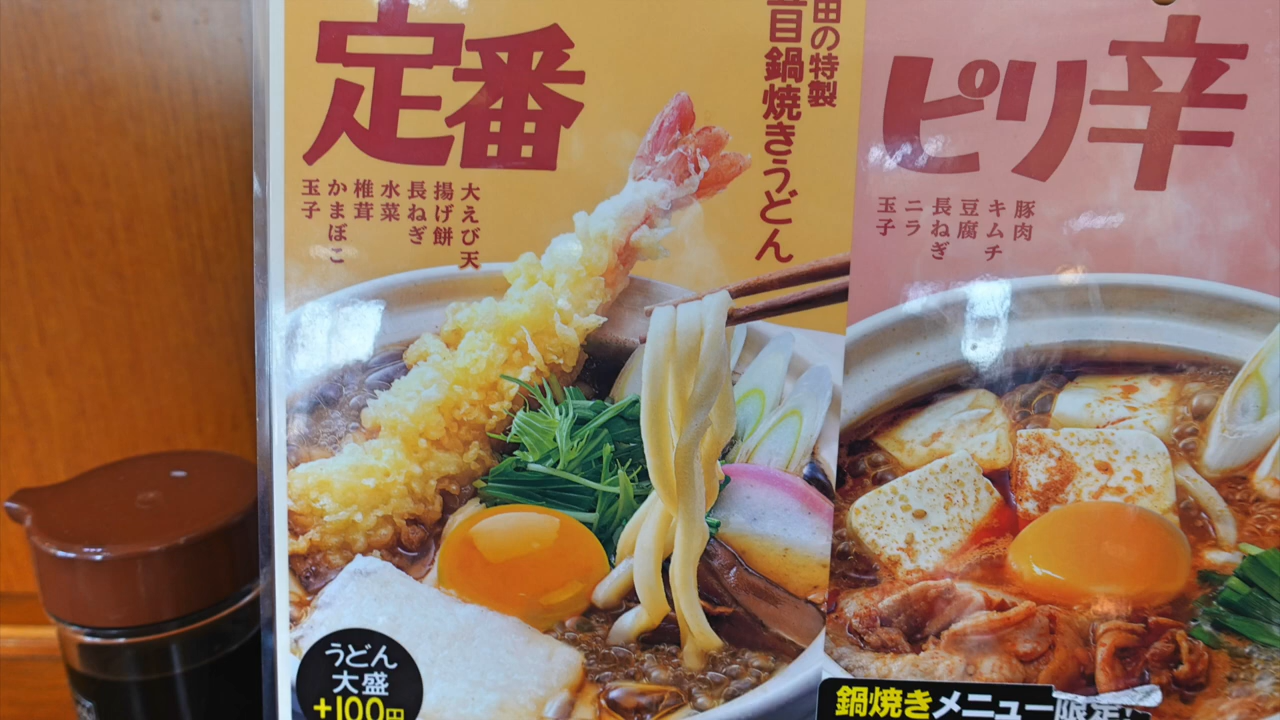 定番
田の特製
五目鍋焼きうどん
大えび天
揚げ餅
長ねぎ
水菜
椎茸
かまぼこ
玉子
うどん
大盛
+100円
ピリ辛
豚肉
キムチ
豆腐
長ねぎ
ニラ
玉子
鍋焼きメニュー限定!